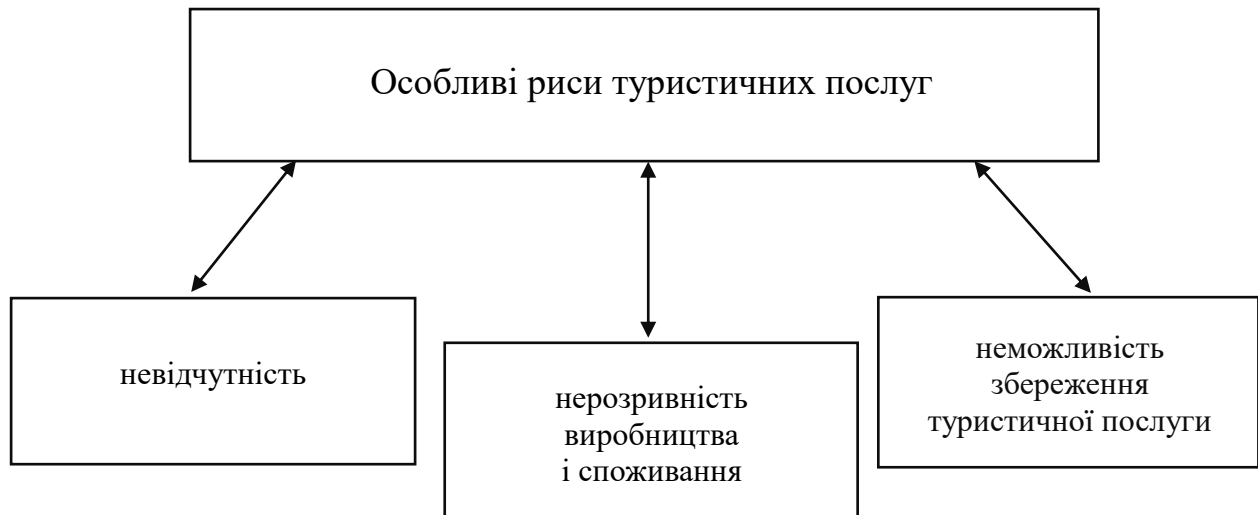 Особливі риси туристичних послуг
невідчутність
нерозривність
виробництва
і споживання
неможливість
збереження
туристичної послуги